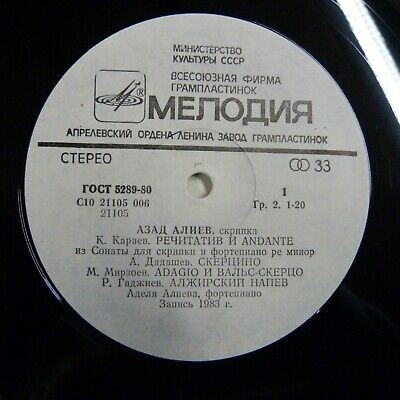 МИНИСТЕРСТВО
КУЛЬТУРЫ СССР
ВСЕСОЮЗНАЯ ФИРМА
ГРАМПЛАСТИНОК
МЕЛОДИЯ
АПРЕЛЕВСКИЙ ОРДЕНА ЛЕНИНА ЗАВОД ГРАМПЛАСТИНОК
СТЕРЕО
33
ГОСТ 5289-80
1
С10 21105 006
Гр. 2. 1-20
21105
АЗАД АЛИЕВ, скрипка
К. Караев. РЕЧИТАТИВ И ANDANTE
из Сонаты для скрипки и фортепиано ре минор
А. Дадашев. СКЕРЦИНО
М. Мирзоев. ADAGIO И ВАЛЬС-СКЕРЦО
Р. Гаджиев. АЛЖИРСКИЙ НАПЕВ
Аделя Алиева, фортепиано
Запись 1983 г.